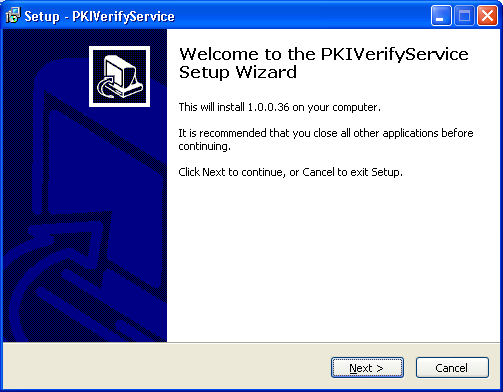 Setup - PKIVerifyService
Welcome to the PKIVerifyService
Setup Wizard
This will install 1.0.0.36 on your computer.
It is recommended that you close all other applications before
continuing.
Click Next to continue, or Cancel to exit Setup.
Next >
Cancel